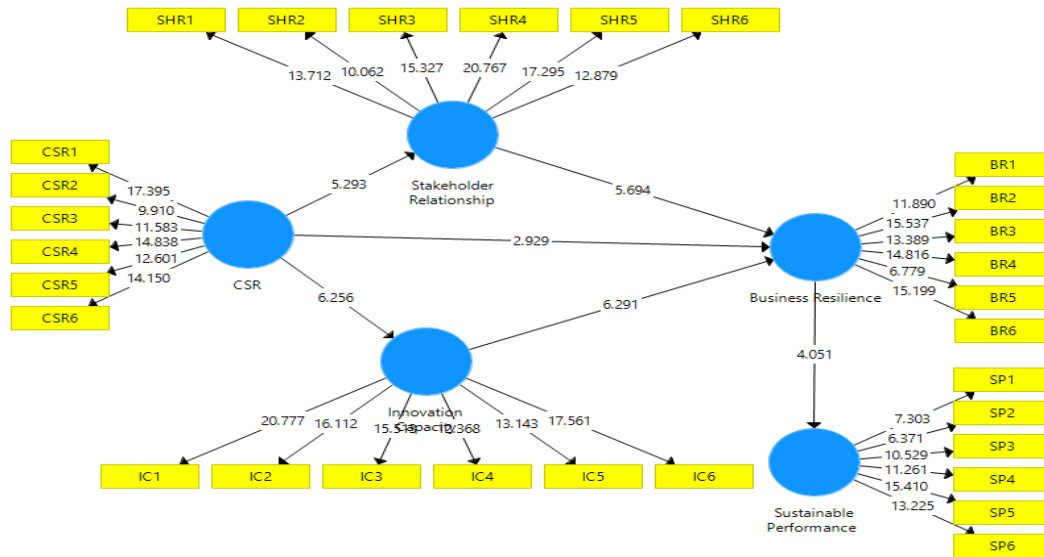 SHR1 SHR2 SHR3 SHR4 SHR5 SHR6
13.712 10.062 15.327 20.767 17.295 12.879
Stakeholder
Relationship
CSR1
CSR2
CSR3
CSR4
CSR5
CSR6
17.395
9.910
11.583
14.838
12.601
14.150
CSR
5.293
2.929
6.256
5.694
6.291
Business Resilience
11.890
15.537
13.389
14.816
6.779
15.199
BR1
BR2
BR3
BR4
BR5
BR6
4.051
Innovation
Capacity
20.777 16.112 13.143 17.561
IC1 IC2 IC3 IC4 IC5 IC6
Sustainable
Performance
7.303
6.371
10.529
11.261
15.410
13.225
SP1
SP2
SP3
SP4
SP5
SP6